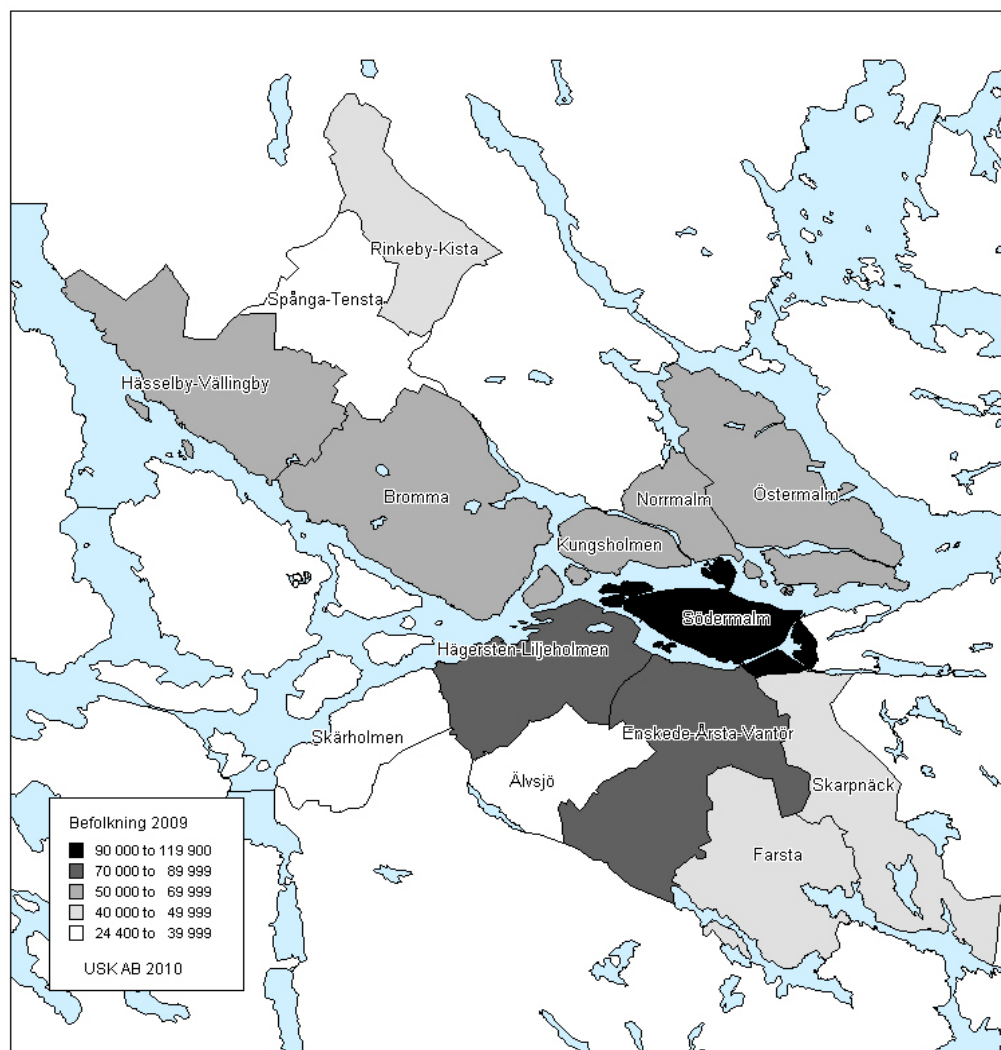 Rinkeby-Kista
Spånga-Tensta
Hässelby-Vällingby
Bromma
Norrmalm
Östermalm
Kungsholmen
Södermalm
Hägersten-Liljeholmen
Skärholmen
Enskede-Årsta-Vantör
Älvsjö
Skarpnäck
Farsta
Befolkning 2009
90 000 to 119 900
70 000 to 89 999
50 000 to 69 999
40 000 to 49 999
24 400 to 39 999
USK AB 2010